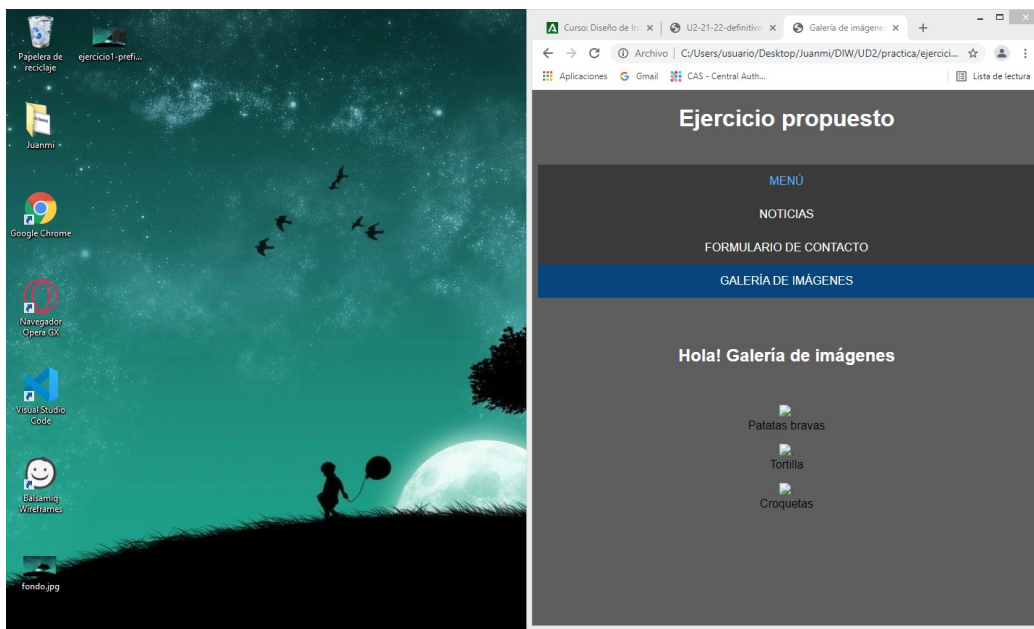 Papelera de
reciclaje
ejercicio1-prefi...
Juanmi
Google Chrome
Navegador
Opera GX
Visual Studio
Code
Balsamiq
Wireframes
fondo.jpg
Curso: Diseño de In
U2-21-22-definitivo
Galería de imágene
Archivo
C:/Users/usuario/Desktop/Juanmi/DIW/UD2/practica/ejercici...
Aplicaciones
Gmail
CAS - Central Auth...
Lista de lectura
Ejercicio propuesto
MENÚ
NOTICIAS
FORMULARIO DE CONTACTO
GALERÍA DE IMÁGENES
Hola! Galería de imágenes
Patatas bravas
Tortilla
Croquetas